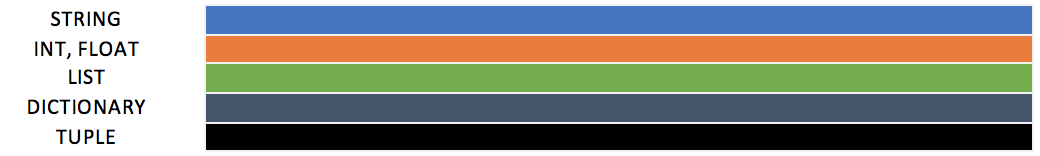 STRING
INT, FLOAT
LIST
DICTIONARY
TUPLE